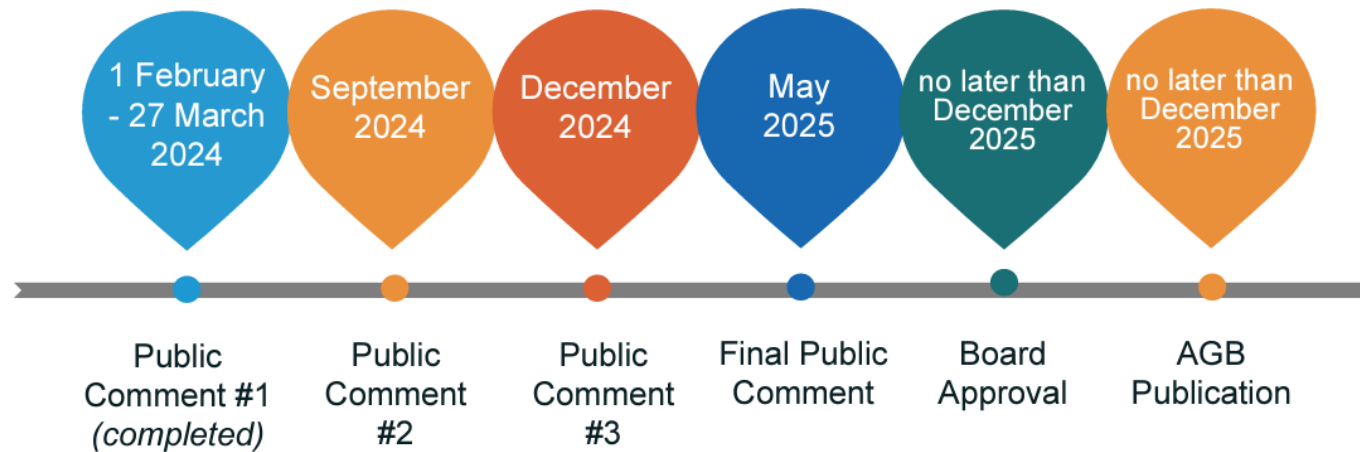 1 February
- 27 March
2024
September
2024
December
2024
May
2025
no later than
December
2025
no later than
December
2025
Public
Comment #1
(completed)
Public
Comment
#2
Public
Comment
#3
Final Public
Comment
Board
Approval
AGB
Publication